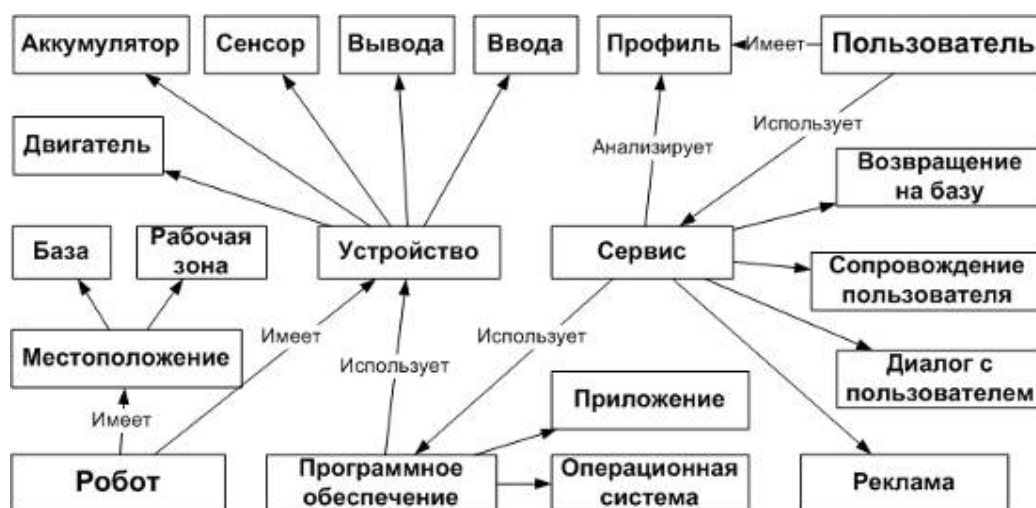 Аккумулятор
Сенсор
Вывода
Ввода
Профиль
Имеет
Пользователь
Использует
Анализирует
Двигатель
Возвращение
на базу
База
Рабочая
зона
Устройство
Сервис
Сопровождение
пользователя
Имеет
Использует
Использует
Местоположение
Диалог с
пользователем
Имеет
Приложение
Робот
Программное
обеспечение
Операционная
система
Реклама